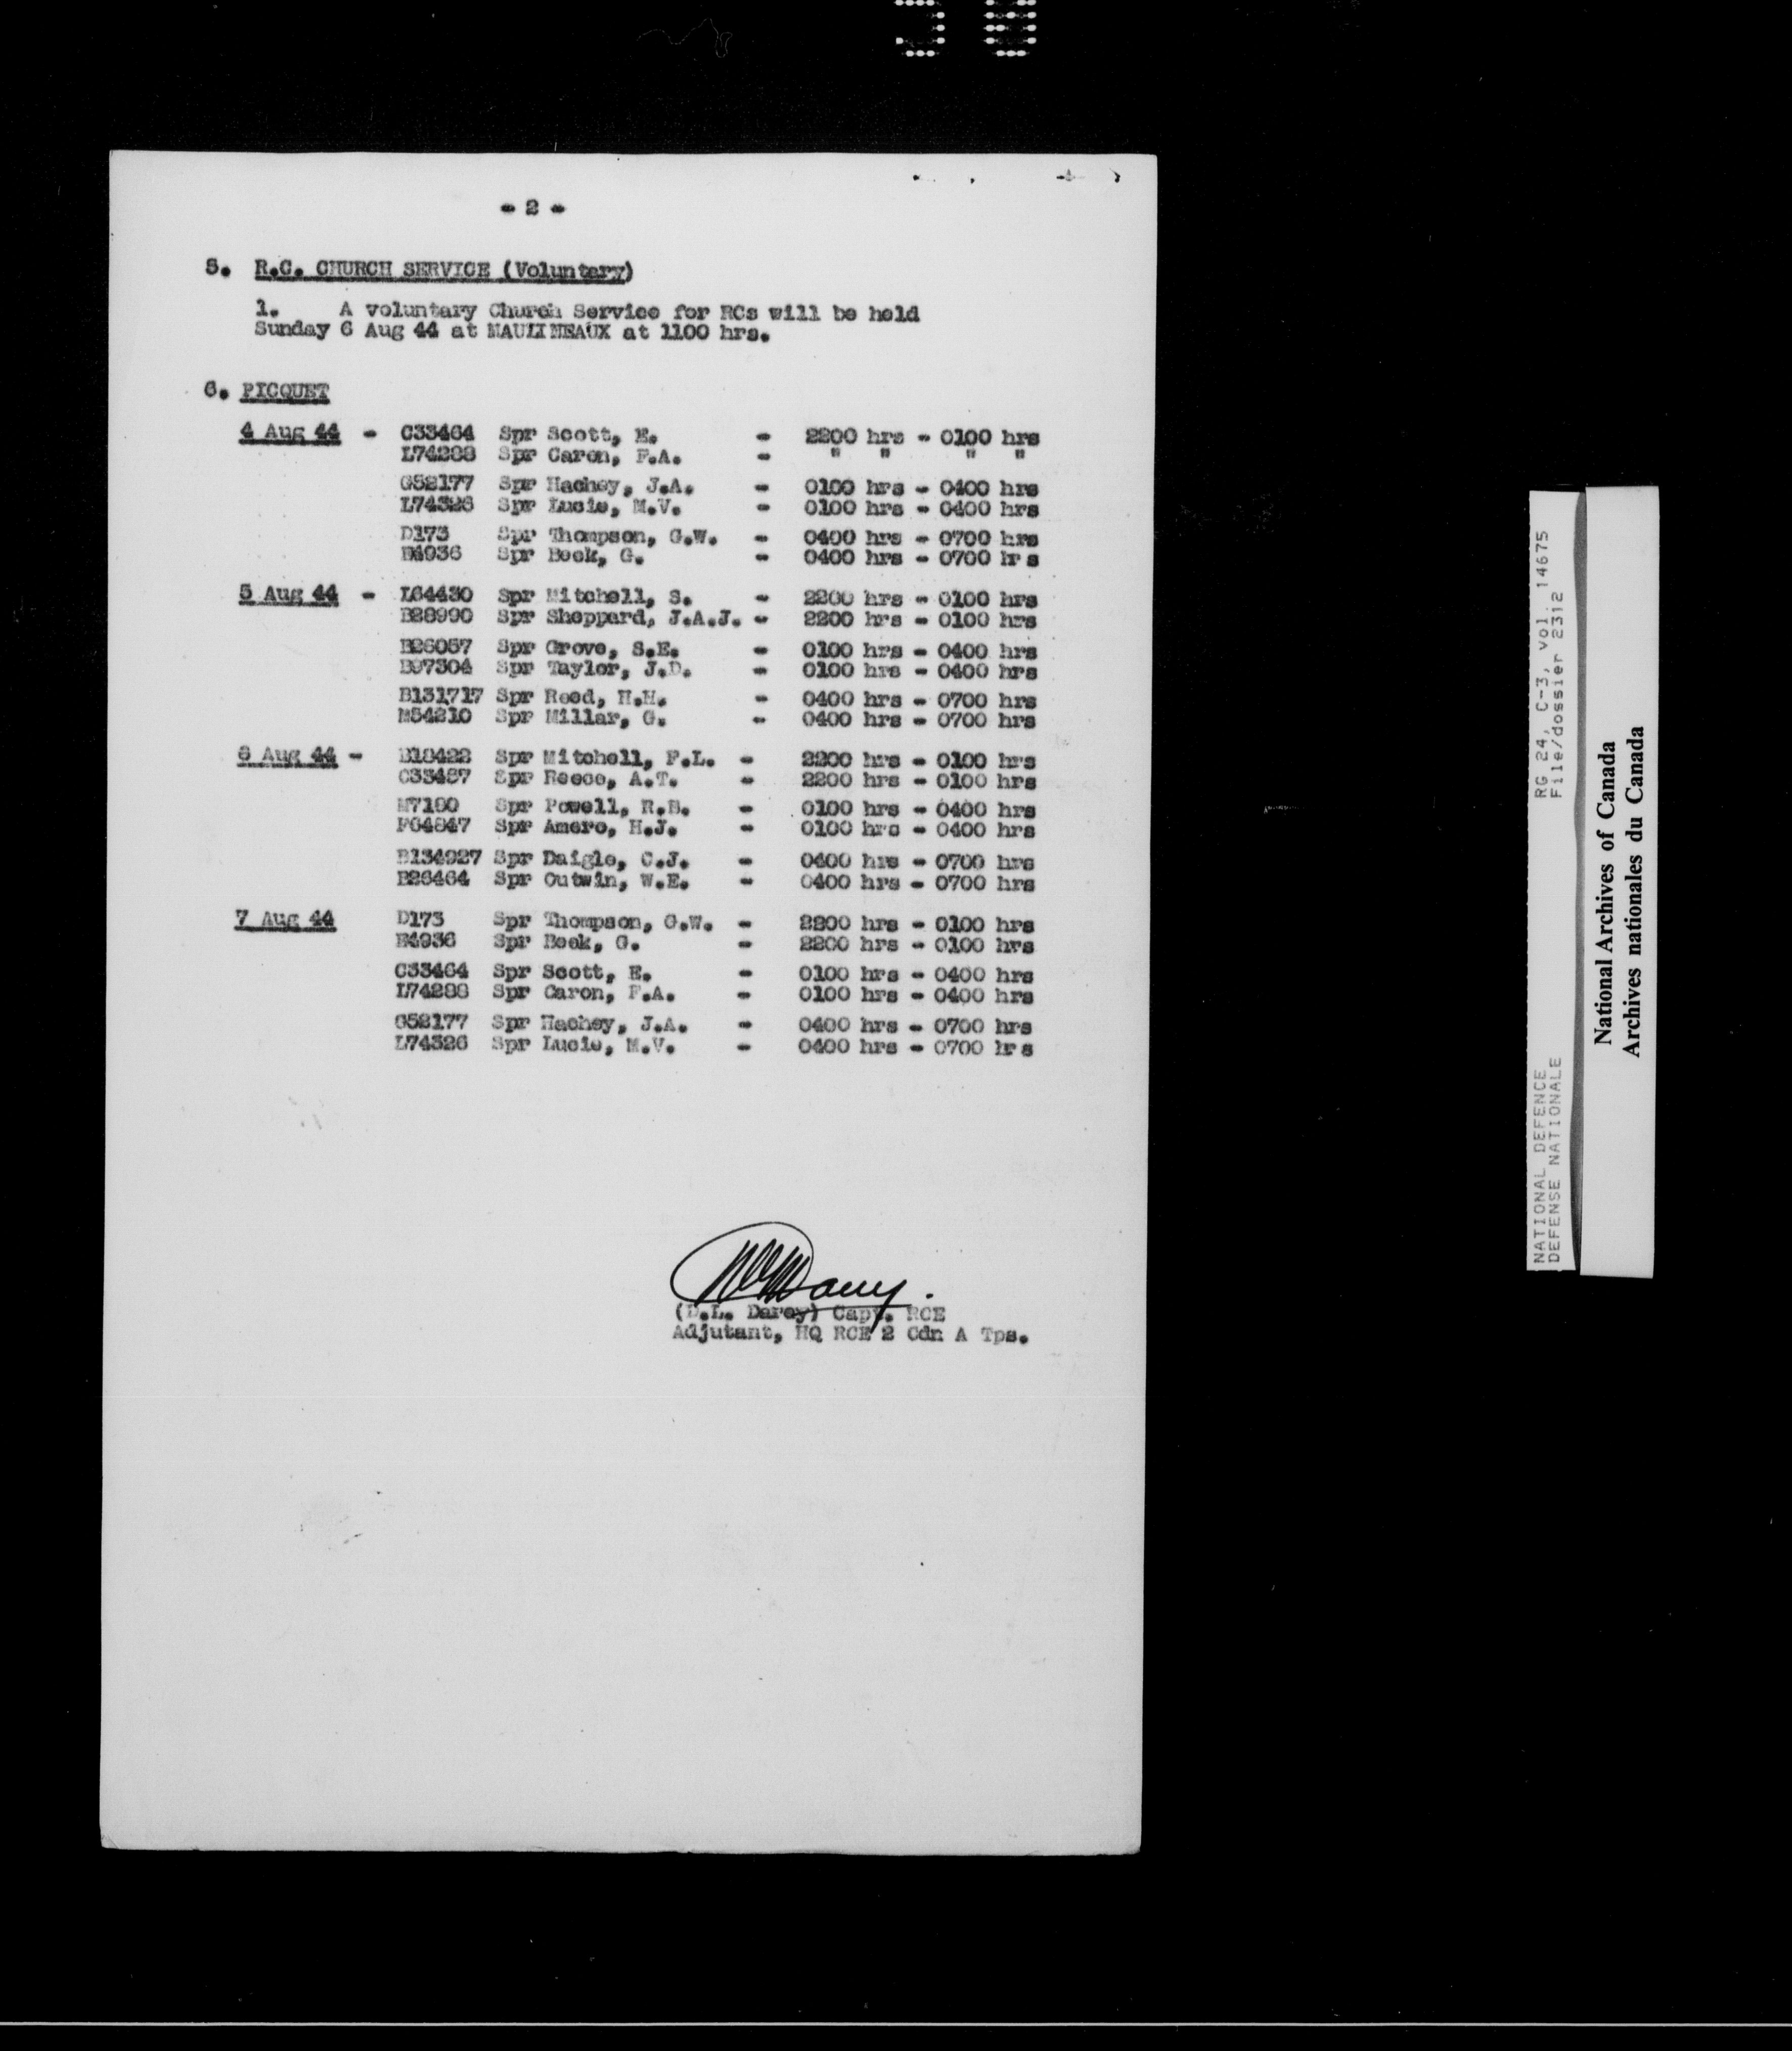 - 2 -
5. R.C. CHURCH SERVICE (Voluntary)
1. A voluntary Church Service for RCs will be held
Sunday 6 Aug 44 at MAULINEAUX at 1100 hrs.
6. PICQUET
4 Aug 44 - C33464 Spr Scott, E. - 2200 hrs - 0100 hrs
L74288 Spr Caron, F.A. - " " " "
G52177 Spr Hachey, J.A. - 0100 hrs - 0400 hrs
L74326 Spr Lucie, M.V. - 0100 hrs - 0400 hrs
D173 Spr Thompson, G.W. - 0400 hrs - 0700 hrs
B4936 Spr Beek, G. - 0400 hrs - 0700 hrs
5 Aug 44 - L64430 Spr Mitchell, S. - 2200 hrs - 0100 hrs
B28990 Spr Sheppard, J.A.J. - 2200 hrs - 0100 hrs
B26057 Spr Grove, S.E. - 0100 hrs - 0400 hrs
B97304 Spr Taylor, J.D. - 0100 hrs - 0400 hrs
B131717 Spr Reed, H.H. - 0400 hrs - 0700 hrs
M54210 Spr Millar, G. - 0400 hrs - 0700 hrs
6 Aug 44 - B18422 Spr Mitchell, F.L. - 2200 hrs - 0100 hrs
C33487 Spr Reece, A.T. - 2200 hrs - 0100 hrs
M7180 Spr Powell, R.B. - 0100 hrs - 0400 hrs
F64847 Spr Amero, H.J. - 0100 hrs - 0400 hrs
B134927 Spr Daigle, C.J. - 0400 hrs - 0700 hrs
B26464 Spr Outwin, W.E. - 0400 hrs - 0700 hrs
7 Aug 44 D173 Spr Thompson, G.W. - 2200 hrs - 0100 hrs
B4936 Spr Beek, G. - 2200 hrs - 0100 hrs
C33464 Spr Scott, E. - 0100 hrs - 0400 hrs
L74288 Spr Caron, F.A. - 0100 hrs - 0400 hrs
G52177 Spr Hachey, J.A. - 0400 hrs - 0700 hrs
L74326 Spr Lucie, M.V. - 0400 hrs - 0700 hrs
(D.L. Darcy) Capt. RCE
Adjutant, HQ RCE 2 Cdn A Tps.
NATIONAL DEFENCE RG 24, C-3, vol. 14675
DEFENSE NATIONALE File/dossier 2312
National Archives of Canada
Archives nationales du Canada